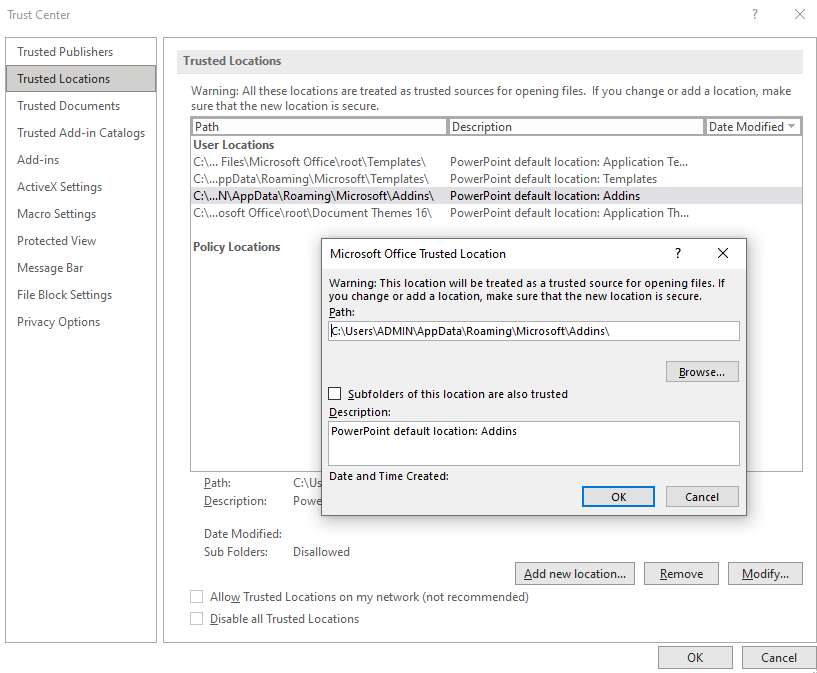 Trust Center
?
Trusted Publishers
Trusted Locations
Trusted Documents
Trusted Add-in Catalogs
Add-ins
ActiveX Settings
Macro Settings
Protected View
Message Bar
File Block Settings
Privacy Options
Trusted Locations
Warning: All these locations are treated as trusted sources for opening files. If you change or add a location, make
sure that the new location is secure.
Path Description Date Modified
User Locations
C:\... Files\Microsoft Office\root\Templates\ PowerPoint default location: Application Te...
C:\...ppData\Roaming\Microsoft\Templates\ PowerPoint default location: Templates
C:\...N\AppData\Roaming\Microsoft\Addins\ PowerPoint default location: Addins
C:\...osoft Office\root\Document Themes 16\ PowerPoint default location: Application Th...
Policy Locations
Microsoft Office Trusted Location ?
Warning: This location will be treated as a trusted source for opening files. If
you change or add a location, make sure that the new location is secure.
Path:
C:\Users\ADMIN\AppData\Roaming\Microsoft\Addins\
Browse...
Subfolders of this location are also trusted
Description:
PowerPoint default location: Addins
Date and Time Created:
OK Cancel
Path: C:\Us
Description: Powe
Date Modified:
Sub Folders: Disallowed
Add new location... Remove Modify...
Allow Trusted Locations on my network (not recommended)
Disable all Trusted Locations
OK Cancel